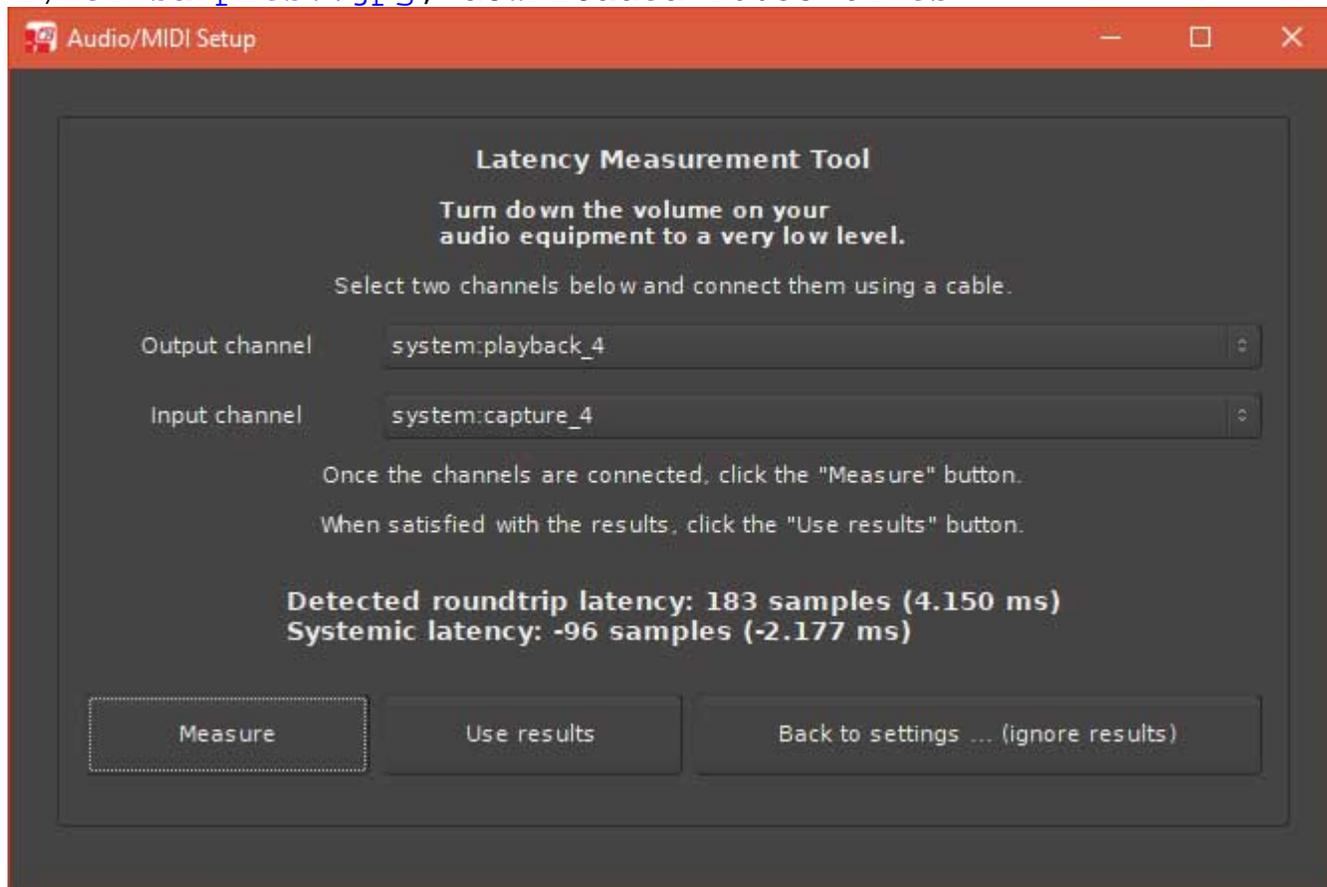 Audio/MIDI Setup
Latency Measurement Tool
Turn down the volume on your
audio equipment to a very low level.
Select two channels below and connect them using a cable.
Output channel system:playback_4
Input channel system:capture_4
Once the channels are connected, click the "Measure" button.
When satisfied with the results, click the "Use results" button.
Detected roundtrip latency: 183 samples (4.150 ms)
Systemic latency: -96 samples (-2.177 ms)
Measure Use results Back to settings ... (ignore results)